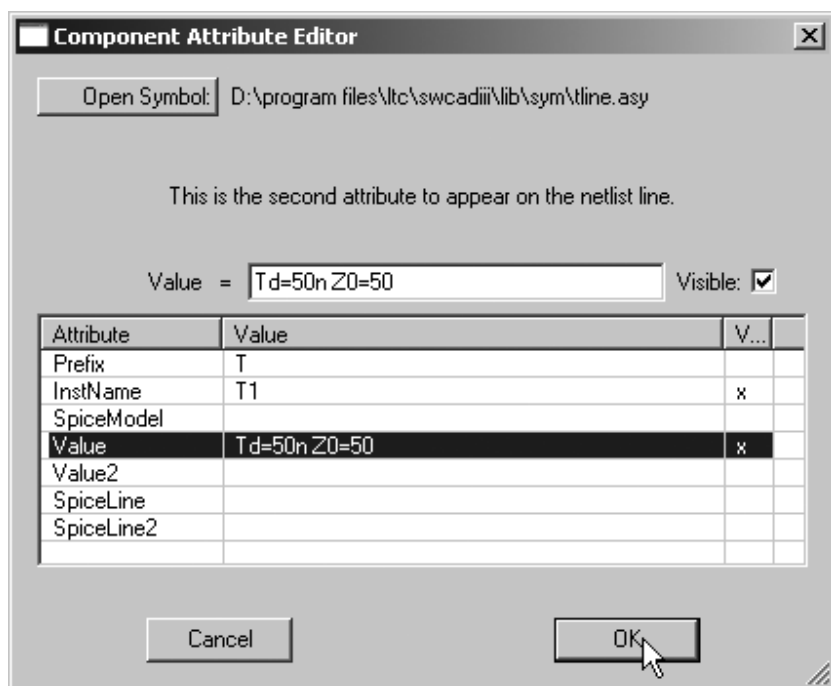 Component Attribute Editor
Open Symbol: D:\program files\ltc\swcadiii\lib\sym\tline.asy
This is the second attribute to appear on the netlist line.
Value = Td=50n Z0=50 Visible:
Attribute Value V...
Prefix T
InstName T1 x
SpiceModel
Value Td=50n Z0=50 x
Value2
SpiceLine
SpiceLine2
Cancel OK